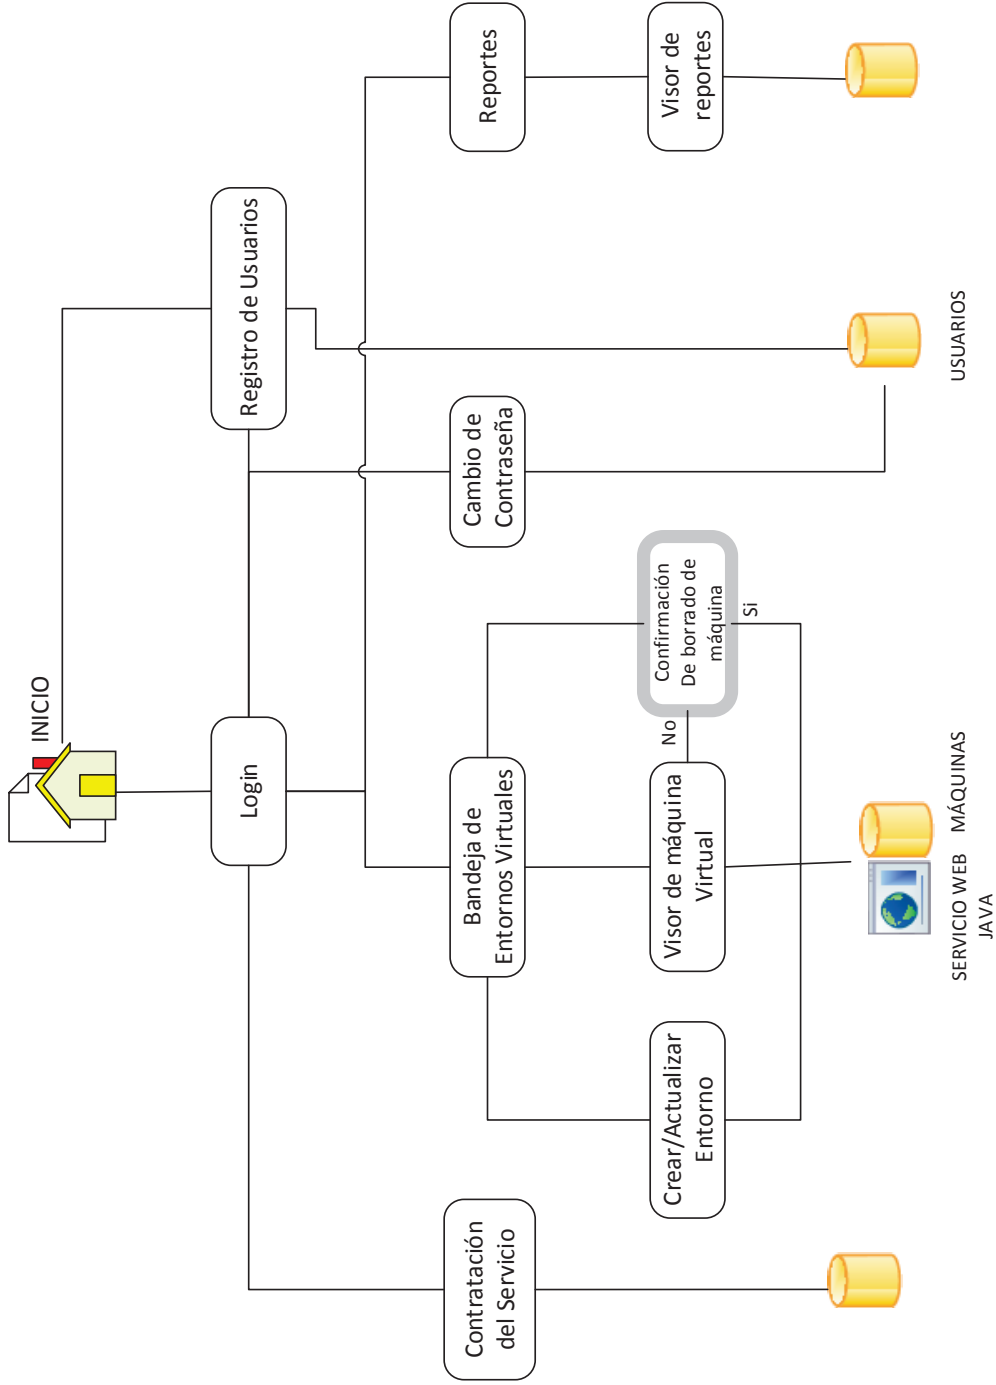 INICIO
Login
Registro de Usuarios
Contratación
del Servicio
Bandeja de
Entornos Virtuales
Cambio de
Contraseña
Reportes
Crear/Actualizar
Entorno
Visor de máquina
Virtual
No
Confirmación
De borrado de
máquina
Si
Visor de
reportes
SERVICIO WEB
JAVA
MÁQUINAS
USUARIOS